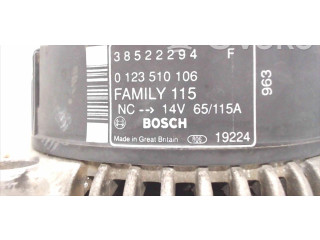 38522294 F
0 123 510 106
FAMILY 115
NC --> 14V 65/115A
BOSCH
Made in Great Britain 19224
963